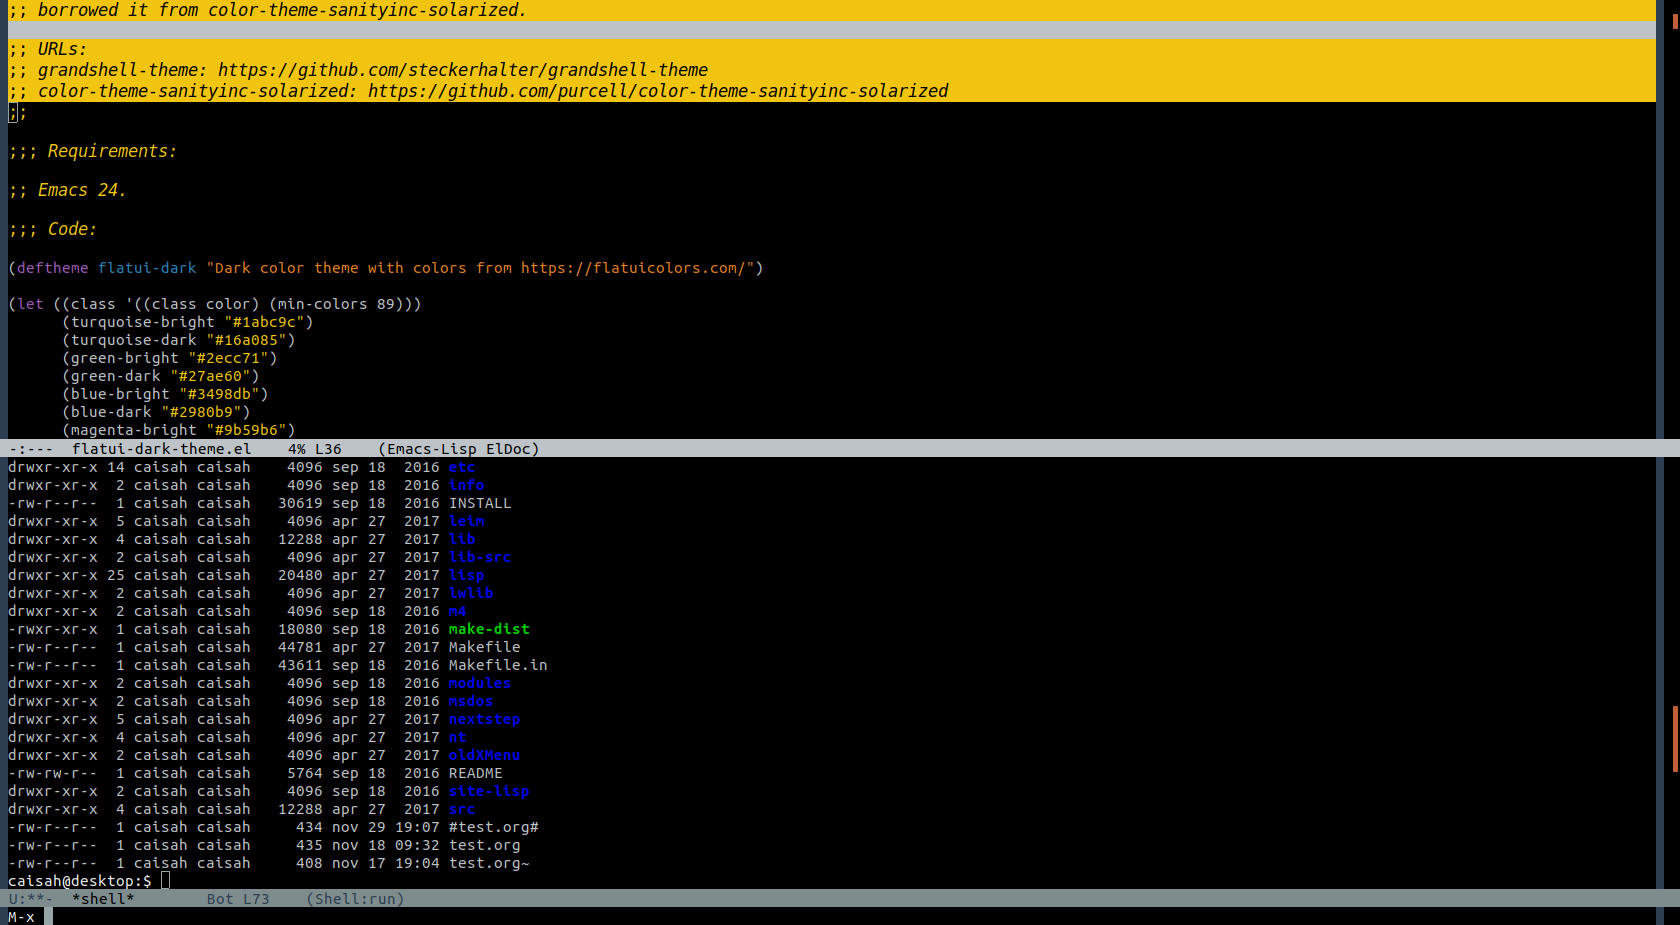 ;; borrowed it from color-theme-sanityinc-solarized.
;; URLs:
;; grandshell-theme: https://github.com/steckerhalter/grandshell-theme
;; color-theme-sanityinc-solarized: https://github.com/purcell/color-theme-sanityinc-solarized
;;
;;; Requirements:
;; Emacs 24.
;;; Code:
(deftheme flatui-dark "Dark color theme with colors from https://flatuicolors.com/")
(let ((class '((class color) (min-colors 89)))
      (turquoise-bright "#1abc9c")
      (turquoise-dark "#16a085")
      (green-bright "#2ecc71")
      (green-dark "#27ae60")
      (blue-bright "#3498db")
      (blue-dark "#2980b9")
      (magenta-bright "#9b59b6")
-:---  flatui-dark-theme.el    4% L36    (Emacs-Lisp ElDoc)
drwxr-xr-x 14 caisah caisah    4096 sep 18  2016 etc
drwxr-xr-x  2 caisah caisah    4096 sep 18  2016 info
-rw-r--r--  1 caisah caisah   30619 sep 18  2016 INSTALL
drwxr-xr-x  5 caisah caisah    4096 apr 27  2017 leim
drwxr-xr-x  4 caisah caisah   12288 apr 27  2017 lib
drwxr-xr-x  2 caisah caisah    4096 apr 27  2017 lib-src
drwxr-xr-x 25 caisah caisah   20480 apr 27  2017 lisp
drwxr-xr-x  2 caisah caisah    4096 apr 27  2017 lwlib
drwxr-xr-x  2 caisah caisah    4096 sep 18  2016 m4
-rwxr-xr-x  1 caisah caisah   18080 sep 18  2016 make-dist
-rw-r--r--  1 caisah caisah   44781 apr 27  2017 Makefile
-rw-r--r--  1 caisah caisah   43611 sep 18  2016 Makefile.in
drwxr-xr-x  2 caisah caisah    4096 sep 18  2016 modules
drwxr-xr-x  2 caisah caisah    4096 sep 18  2016 msdos
drwxr-xr-x  5 caisah caisah    4096 apr 27  2017 nextstep
drwxr-xr-x  4 caisah caisah    4096 apr 27  2017 nt
drwxr-xr-x  2 caisah caisah    4096 apr 27  2017 oldXMenu
-rw-rw-r--  1 caisah caisah    5764 sep 18  2016 README
drwxr-xr-x  2 caisah caisah    4096 sep 18  2016 site-lisp
drwxr-xr-x  4 caisah caisah   12288 apr 27  2017 src
-rw-r--r--  1 caisah caisah     434 nov 29 19:07 #test.org#
-rw-r--r--  1 caisah caisah     435 nov 18 09:32 test.org
-rw-r--r--  1 caisah caisah     408 nov 17 19:04 test.org~
caisah@desktop:$
U:**-  *shell*        Bot L73    (Shell:run)
M-x